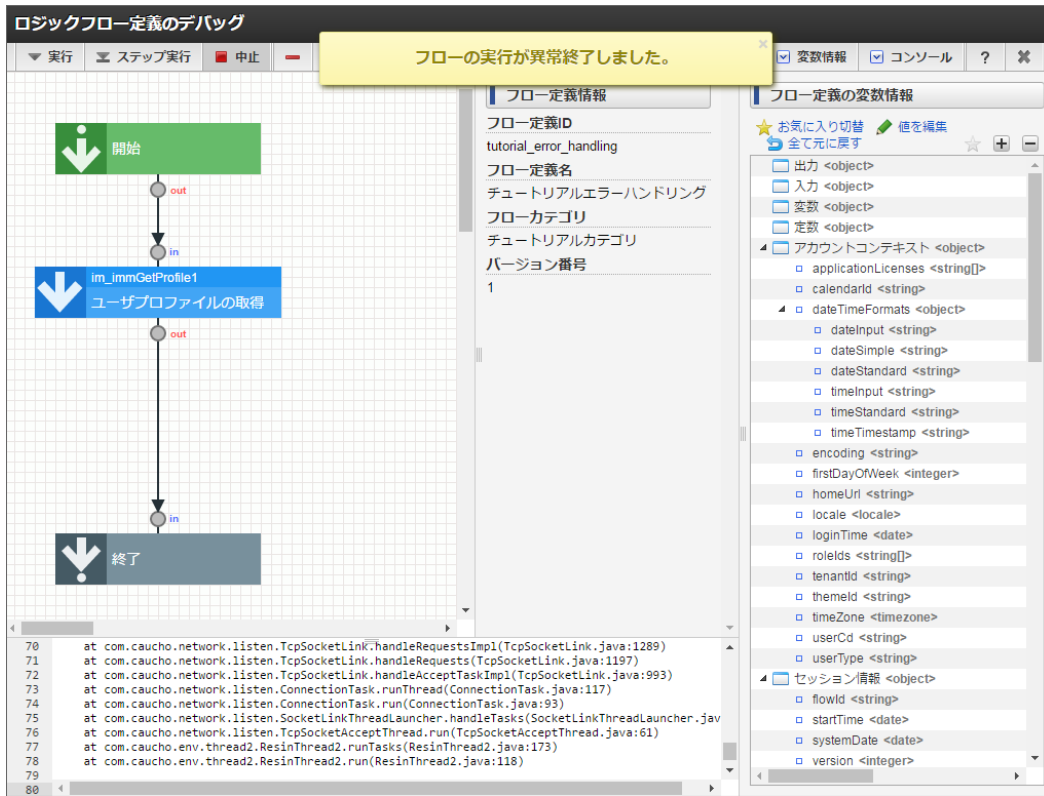 ロジックフロー定義のデバッグ
実行 ステップ実行 中止
フローの実行が異常終了しました。
変数情報 コンソール ?
開始
out
in
im_immGetProfile1
ユーザプロファイルの取得
out
in
終了
フロー定義情報
フロー定義ID
tutorial_error_handling
フロー定義名
チュートリアルエラーハンドリング
フローカテゴリ
チュートリアルカテゴリ
バージョン番号
1
フロー定義の変数情報
お気に入り切替 値を編集
全て元に戻す
出力 <object>
入力 <object>
変数 <object>
定数 <object>
アカウントコンテキスト <object>
applicationLicenses <string[]>
calendarId <string>
dateTimeFormats <object>
dateInput <string>
dateSimple <string>
dateStandard <string>
timeInput <string>
timeStandard <string>
timeTimestamp <string>
encoding <string>
firstDayOfWeek <integer>
homeUrl <string>
locale <locale>
loginTime <date>
roleIds <string[]>
tenantId <string>
themeId <string>
timeZone <timezone>
userCd <string>
userType <string>
セッション情報 <object>
flowId <string>
startTime <date>
systemDate <date>
version <integer>
70 at com.caucho.network.listen.TcpSocketLink.handleRequestsImpl(TcpSocketLink.java:1289)
71 at com.caucho.network.listen.TcpSocketLink.handleRequests(TcpSocketLink.java:1197)
72 at com.caucho.network.listen.TcpSocketLink.handleAcceptTaskImpl(TcpSocketLink.java:993)
73 at com.caucho.network.listen.ConnectionTask.runThread(ConnectionTask.java:117)
74 at com.caucho.network.listen.ConnectionTask.run(ConnectionTask.java:93)
75 at com.caucho.network.listen.SocketLinkThreadLauncher.handleTasks(SocketLinkThreadLauncher.jav
76 at com.caucho.network.listen.TcpSocketAcceptThread.run(TcpSocketAcceptThread.java:61)
77 at com.caucho.env.thread2.ResinThread2.runTasks(ResinThread2.java:173)
78 at com.caucho.env.thread2.ResinThread2.run(ResinThread2.java:118)
79
80